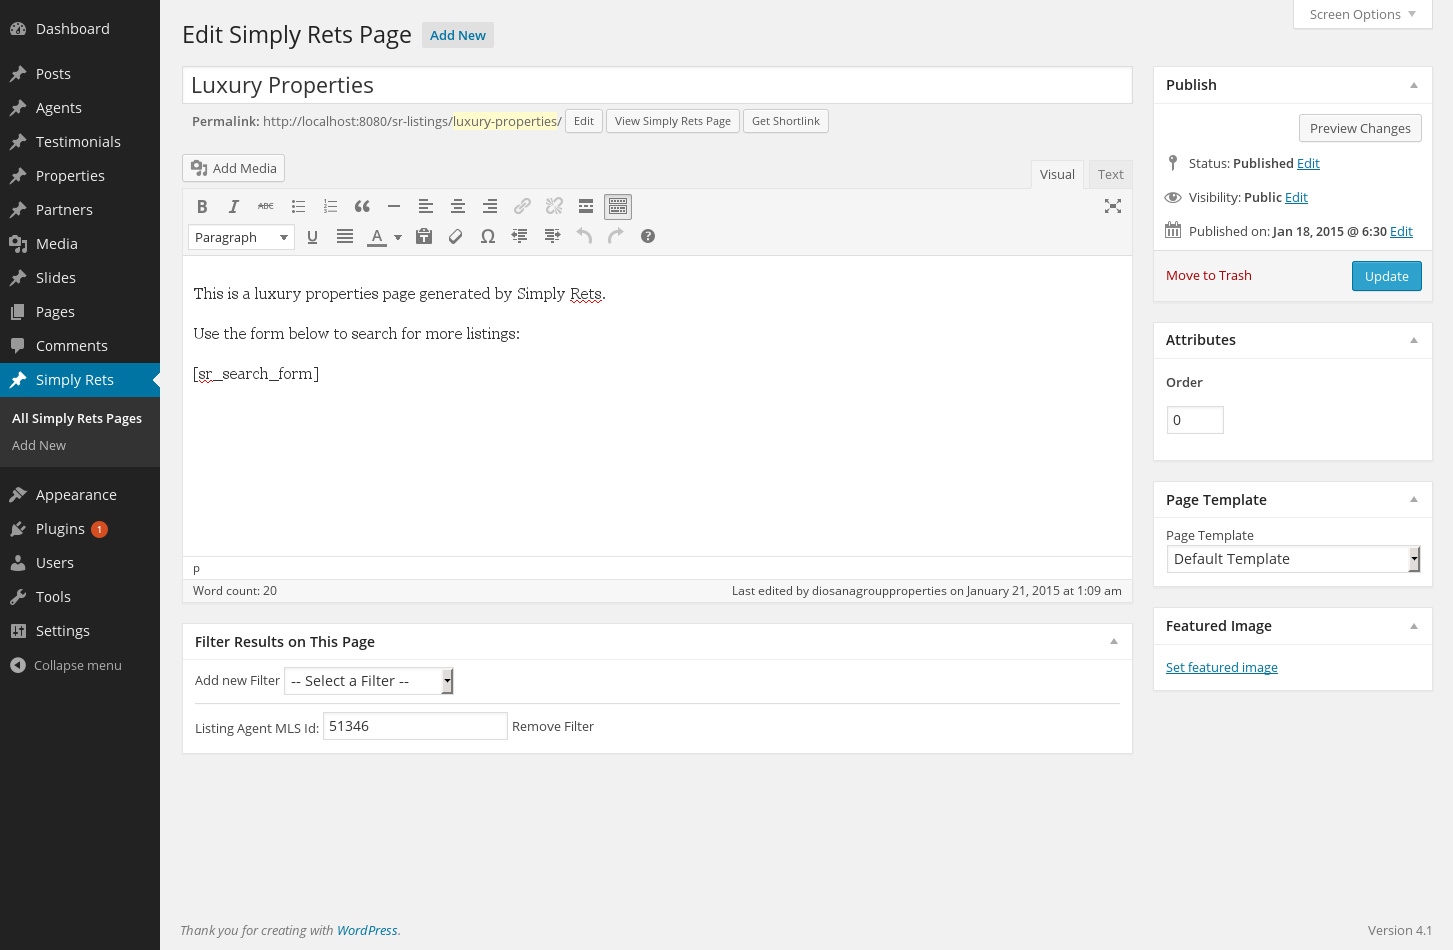 Dashboard
Posts
Agents
Testimonials
Properties
Partners
Media
Slides
Pages
Comments
Simply Rets
All Simply Rets Pages
Add New
Appearance
Plugins 1
Users
Tools
Settings
Collapse menu
Screen Options
Edit Simply Rets Page Add New
Luxury Properties
Permalink: http://localhost:8080/sr-listings/luxury-properties/ Edit View Simply Rets Page Get Shortlink
Add Media
Visual Text
B I ABC
Paragraph U A Ω ?
This is a luxury properties page generated by Simply Rets.
Use the form below to search for more listings:
[sr_search_form]
p
Word count: 20 Last edited by diosanagroupproperties on January 21, 2015 at 1:09 am
Filter Results on This Page
Add new Filter -- Select a Filter --
Listing Agent MLS Id: 51346 Remove Filter
Publish
Preview Changes
Status: Published Edit
Visibility: Public Edit
Published on: Jan 18, 2015 @ 6:30 Edit
Move to Trash Update
Attributes
Order
0
Page Template
Page Template
Default Template
Featured Image
Set featured image
Thank you for creating with WordPress. Version 4.1